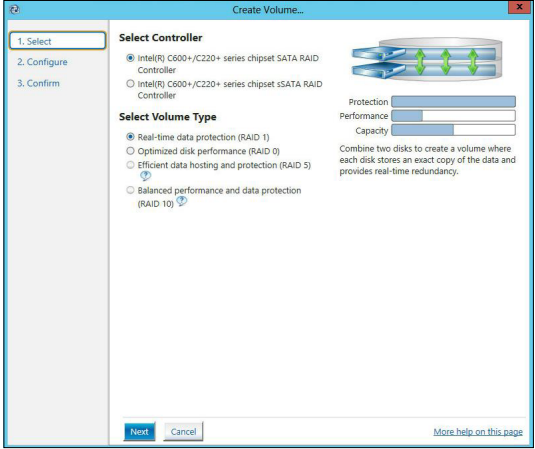 Create Volume...
x
1. Select
2. Configure
3. Confirm
Select Controller
Intel(R) C600+/C220+ series chipset SATA RAID
Controller
Intel(R) C600+/C220+ series chipset sSATA RAID
Controller
Select Volume Type
Real-time data protection (RAID 1)
Optimized disk performance (RAID 0)
Efficient data hosting and protection (RAID 5)
?
Balanced performance and data protection
(RAID 10) ?
Protection
Performance
Capacity
Combine two disks to create a volume where
each disk stores an exact copy of the data and
provides real-time redundancy.
Next
Cancel
More help on this page